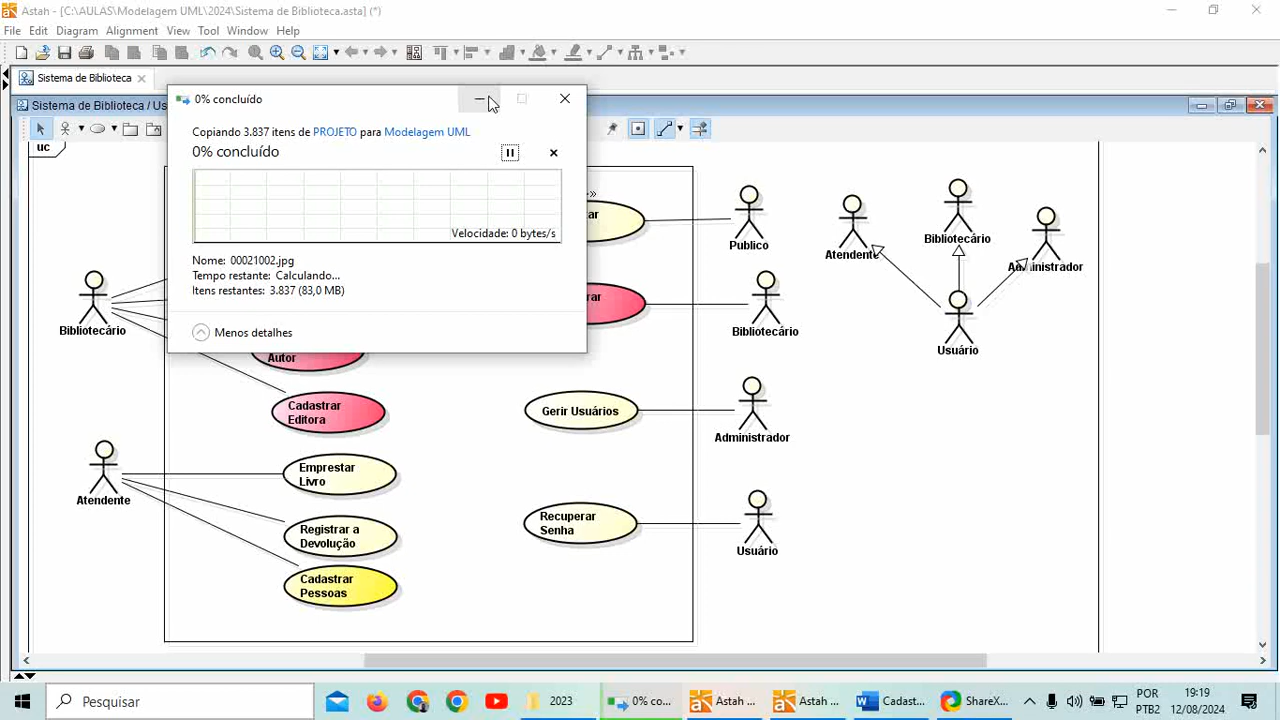 Astah - [C:\AULAS\Modelagem UML\2024\Sistema de Biblioteca.asta] (*)
File Edit Diagram Alignment View Tool Window Help
Sistema de Biblioteca
Sistema de Biblioteca / Us
0% concluído
Copiando 3.837 itens de PROJETO para Modelagem UML
0% concluído
Velocidade: 0 bytes/s
Nome: 00021002.jpg
Tempo restante: Calculando...
Itens restantes: 3.837 (83,0 MB)
Menos detalhes
uc
»
ar
rar
Publico
Atendente
Bibliotecário
Administrador
Usuário
Bibliotecário
Bibliotecário
Autor
Cadastrar
Editora
Gerir Usuários
Administrador
Atendente
Emprestar
Livro
Registrar a
Devolução
Cadastrar
Pessoas
Recuperar
Senha
Usuário
Pesquisar
2023
0% co...
Astah ...
Astah ...
Cadast...
ShareX...
POR
PTB2
19:19
12/08/2024